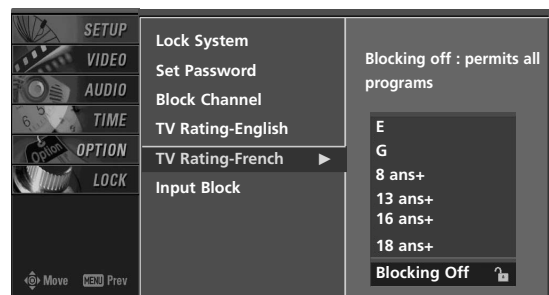 SETUP
VIDEO
AUDIO
TIME
OPTION
LOCK
Move MENU Prev
Lock System
Set Password
Block Channel
TV Rating-English
TV Rating-French
Input Block
Blocking off : permits all
programs
E
G
8 ans+
13 ans+
16 ans+
18 ans+
Blocking Off